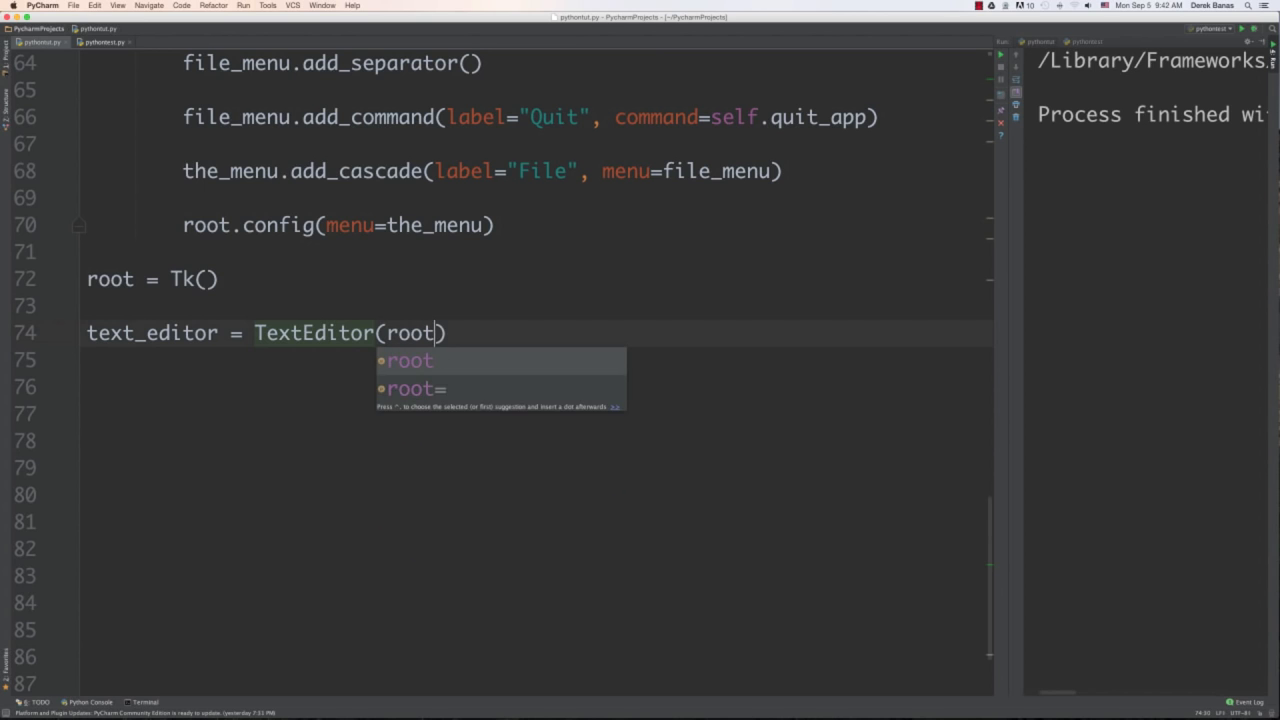 PyCharm File Edit View Navigate Code Refactor Run Tools VCS Window Help
10 Mon Sep 5 9:42 AM Derek Banas
pythontut.py - PycharmProjects - [~/PycharmProjects]
PycharmProjects pythontut.py
pythontest
pythontut.py pythontest.py
Run: pythontut pythontest
1: Project
Z: Structure
Run
64 file_menu.add_separator()
65
66 file_menu.add_command(label="Quit", command=self.quit_app)
67
68 the_menu.add_cascade(label="File", menu=file_menu)
69
70 root.config(menu=the_menu)
71
72 root = Tk()
73
74 text_editor = TextEditor(root)
75
76
77
78
79
80
81
82
83
84
85
86
87
root
root=
Press ^. to choose the selected (or first) suggestion and insert a dot afterwards >>
/Library/Frameworks
Process finished wi
2: Favorites
6: TODO Python Console Terminal
Event Log
Platform and Plugin Updates: PyCharm Community Edition is ready to update. (yesterday 7:51 PM)
74:30 LF÷ UTF-8÷